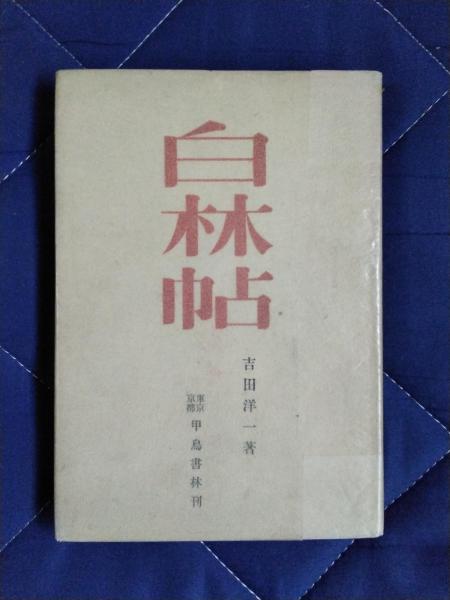 白林帖
吉田洋一著
東京
京都
甲鳥書林刊